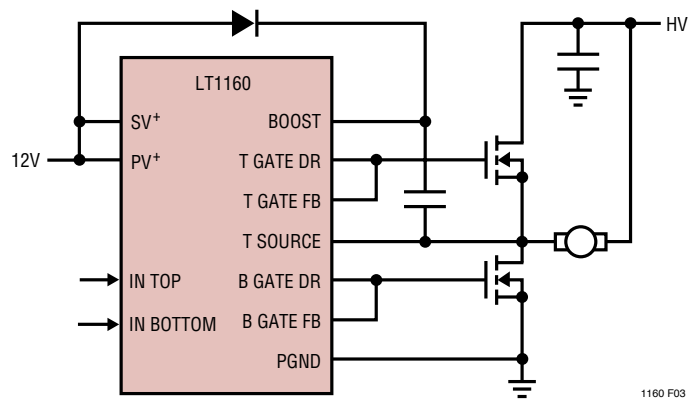 HV
LT1160
SV+
BOOST
12V
PV+
T GATE DR
T GATE FB
T SOURCE
IN TOP
B GATE DR
IN BOTTOM
B GATE FB
PGND
1160 F03